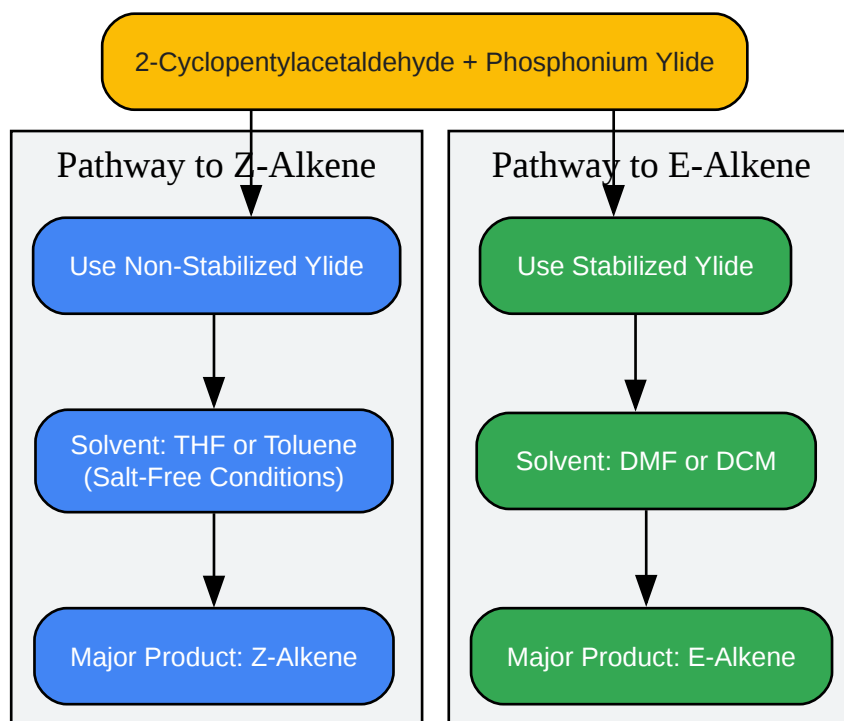 2-Cyclopentylacetaldehyde + Phosphonium Ylide
Pathway to Z-Alkene
Use Non-Stabilized Ylide
Solvent: THF or Toluene
(Salt-Free Conditions)
Major Product: Z-Alkene
Pathway to E-Alkene
Use Stabilized Ylide
Solvent: DMF or DCM
Major Product: E-Alkene